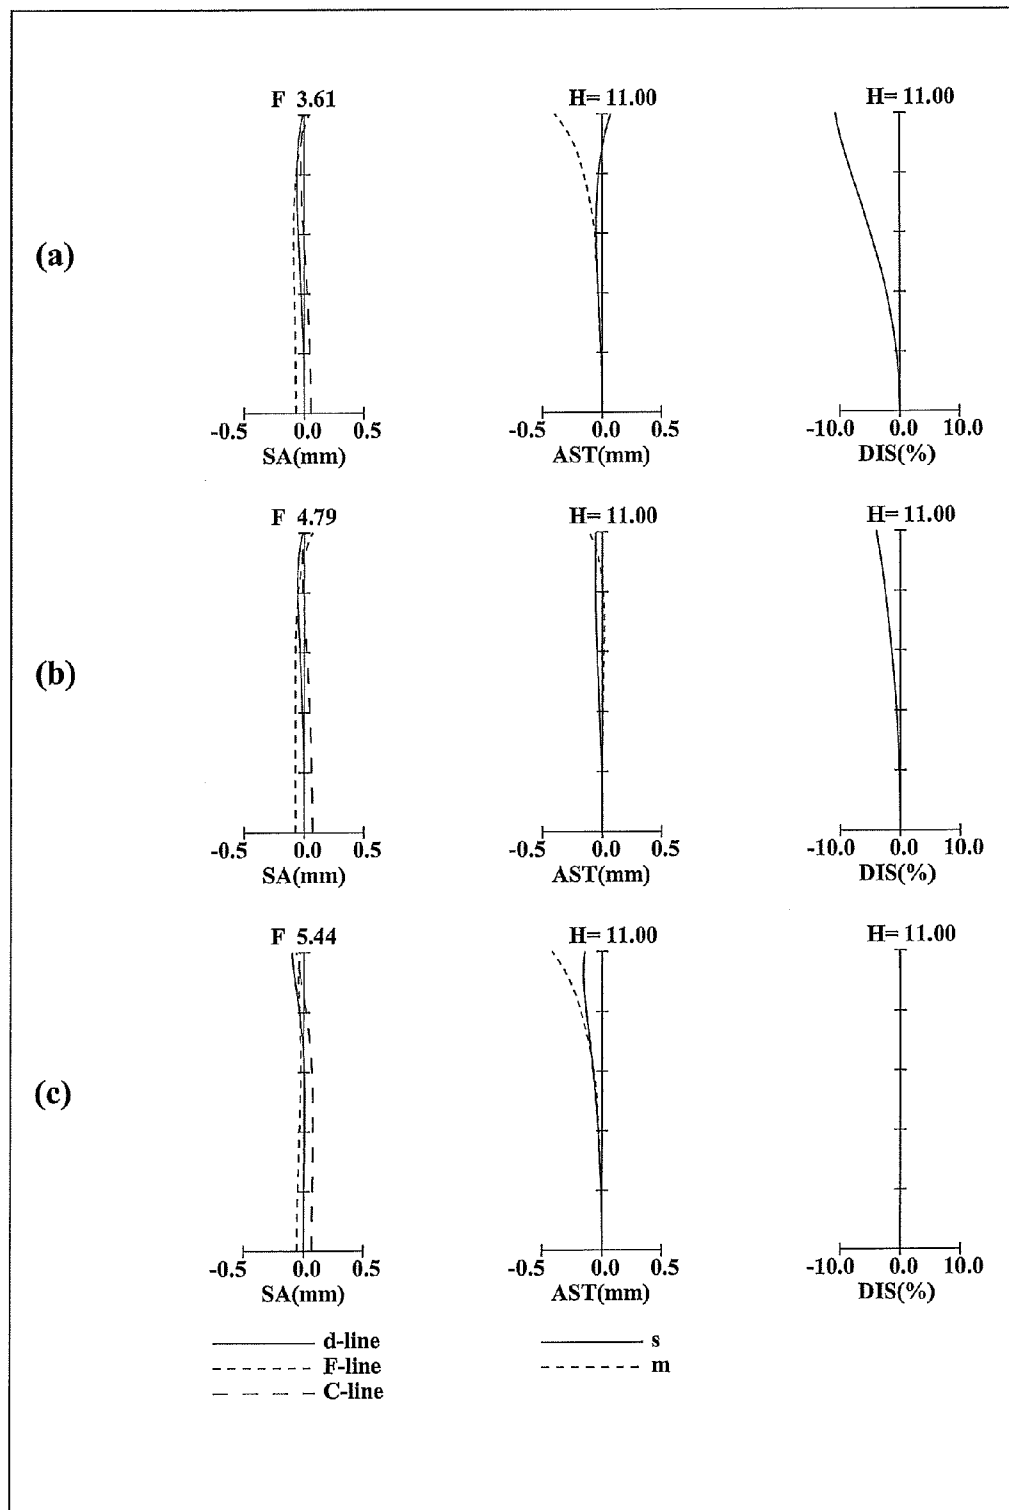 F 3.61 H= 11.00 H= 11.00
(a)
-0.5 0.0 0.5 -0.5 0.0 0.5 -10.0 0.0 10.0
SA(mm) AST(mm) DIS(%)
F 4.79 H= 11.00 H= 11.00
(b)
-0.5 0.0 0.5 -0.5 0.0 0.5 -10.0 0.0 10.0
SA(mm) AST(mm) DIS(%)
F 5.44 H= 11.00 H= 11.00
(c)
-0.5 0.0 0.5 -0.5 0.0 0.5 -10.0 0.0 10.0
SA(mm) AST(mm) DIS(%)
d-line s
F-line m
C-line